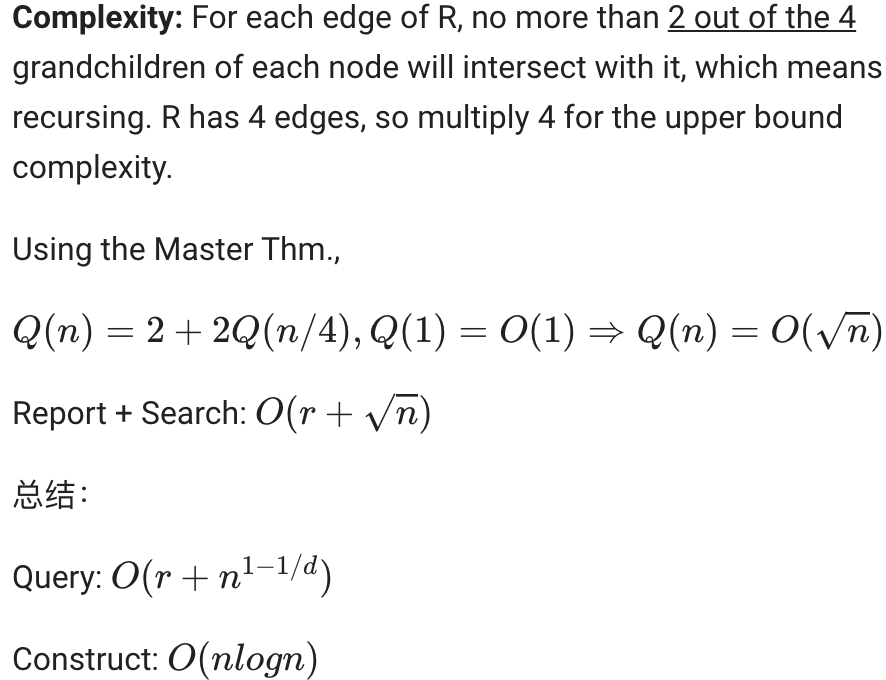 Complexity: For each edge of R, no more than 2 out of the 4
grandchildren of each node will intersect with it, which means
recursing. R has 4 edges, so multiply 4 for the upper bound
complexity.
Using the Master Thm.,
Q(n) = 2 + 2Q(n/4), Q(1) = O(1) ⇒ Q(n) = O(√n)
Report + Search: O(r + √n)
总结：
Query: O(r + n^{1−1/d})
Construct: O(nlogn)